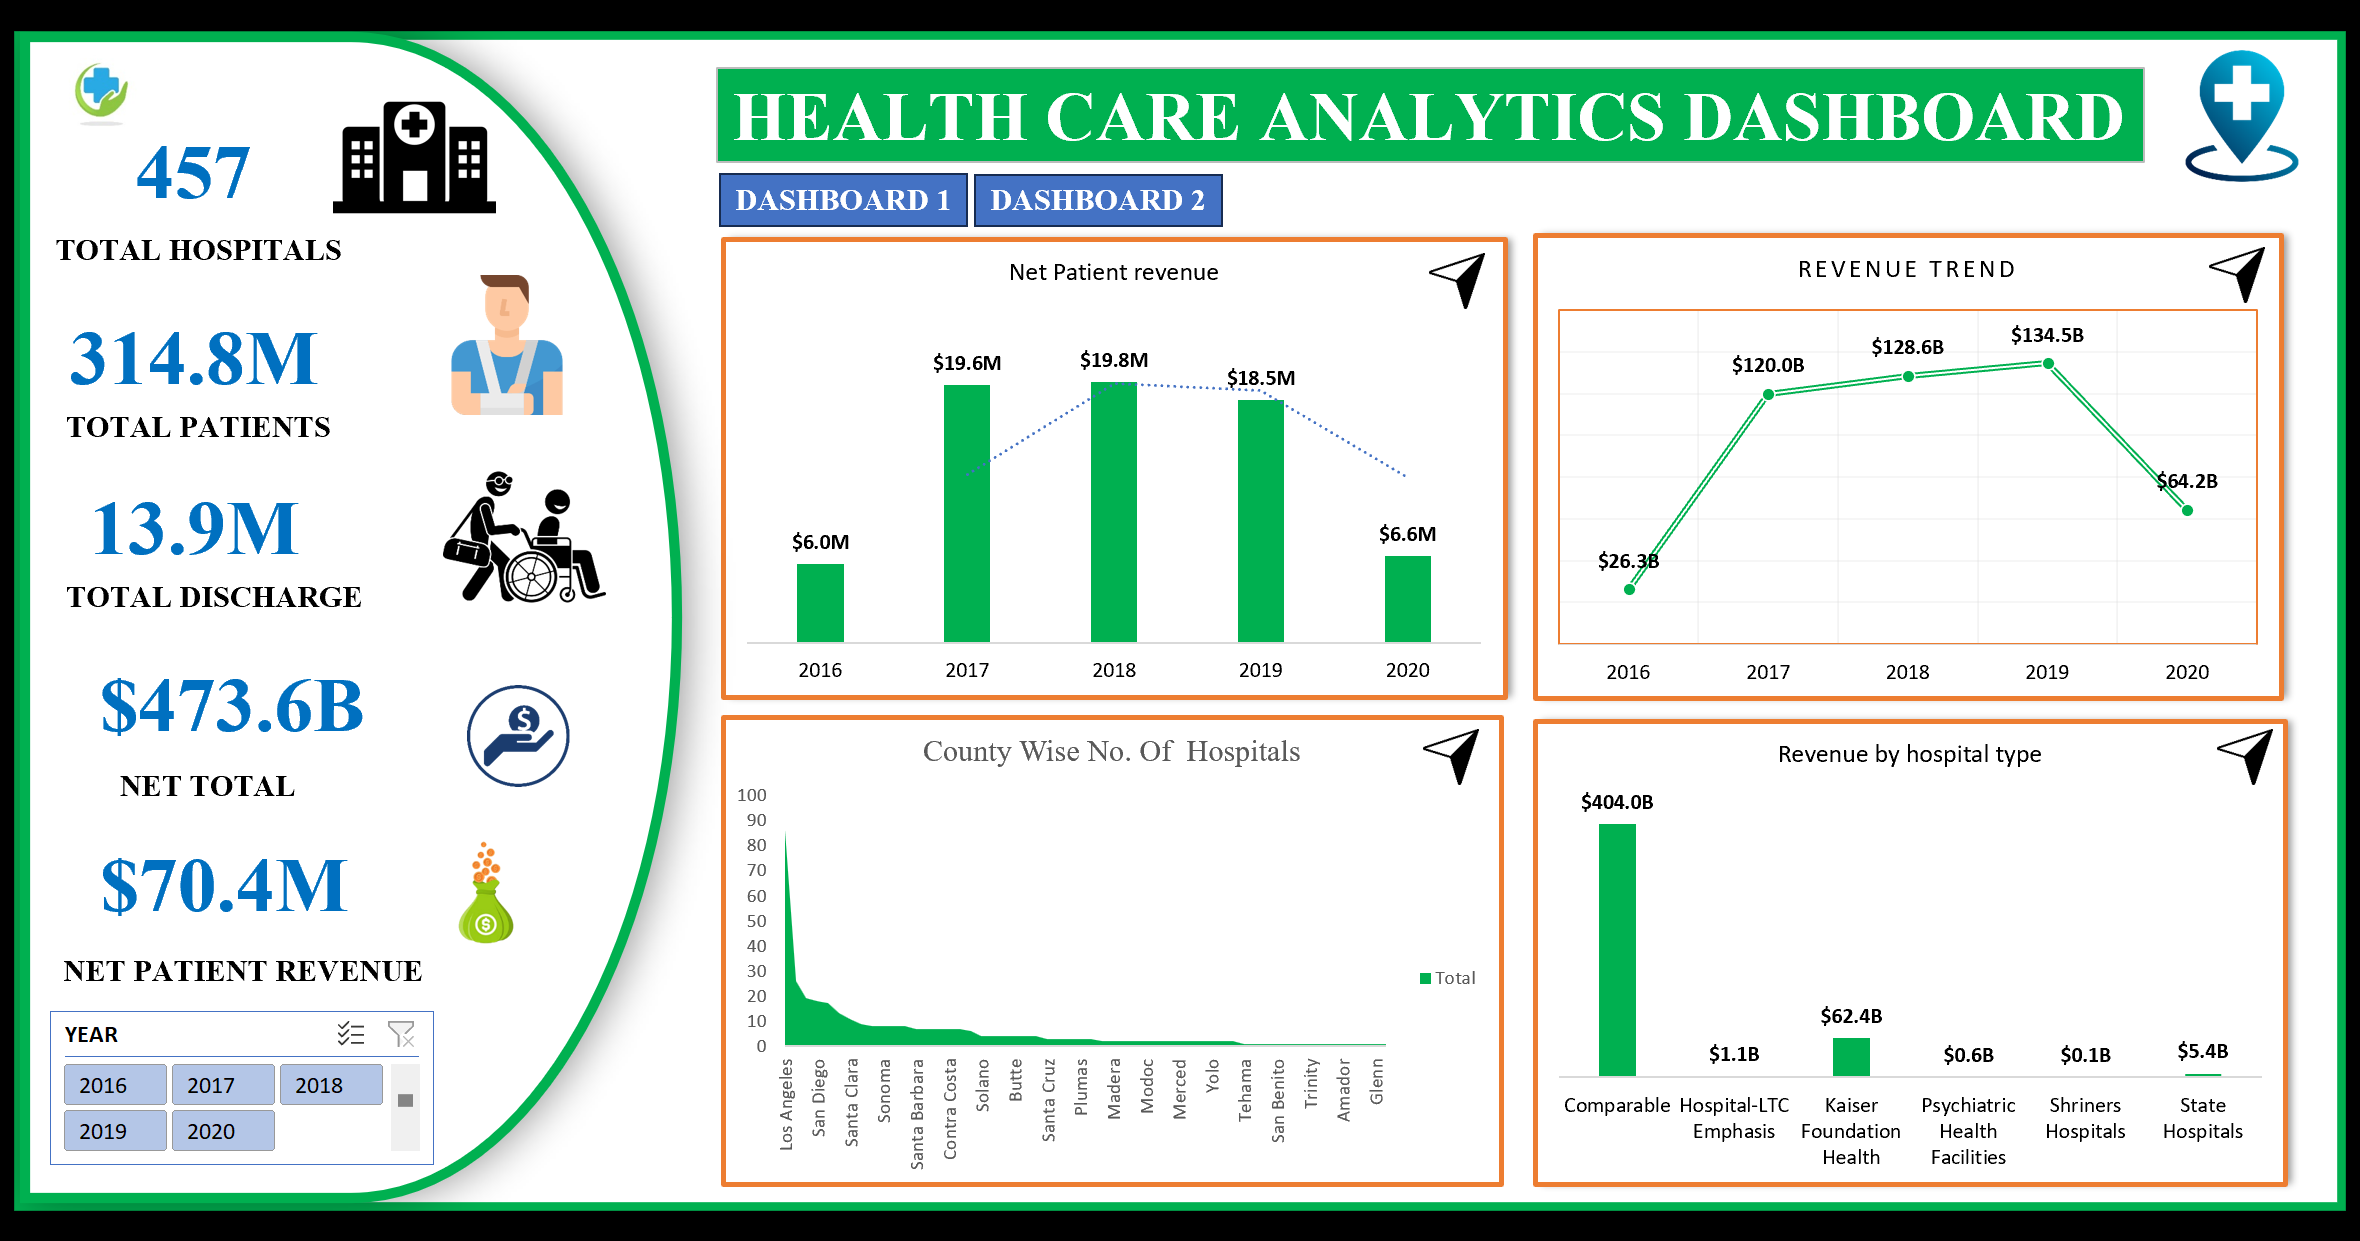 HEALTH CARE ANALYTICS DASHBOARD
DASHBOARD 1
DASHBOARD 2
457
TOTAL HOSPITALS
314.8M
TOTAL PATIENTS
13.9M
TOTAL DISCHARGE
$473.6B
NET TOTAL
$70.4M
NET PATIENT REVENUE
YEAR
2016 2017 2018
2019 2020
Net Patient revenue
$6.0M $19.6M $19.8M $18.5M $6.6M
2016 2017 2018 2019 2020
REVENUE TREND
$26.3B $120.0B $128.6B $134.5B $64.2B
2016 2017 2018 2019 2020
County Wise No. Of Hospitals
100
90
80
70
60
50
40
30
20
10
0
Los Angeles
San Diego
Santa Clara
Sonoma
Santa Barbara
Contra Costa
Solano
Butte
Santa Cruz
Plumas
Madera
Modoc
Merced
Yolo
Tehama
San Benito
Trinity
Amador
Glenn
Total
Revenue by hospital type
$404.0B $1.1B $62.4B $0.6B $0.1B $5.4B
Comparable
Hospital-LTC
Emphasis
Kaiser
Foundation
Health
Psychiatric
Health
Facilities
Shriners
Hospitals
State
Hospitals
$
$